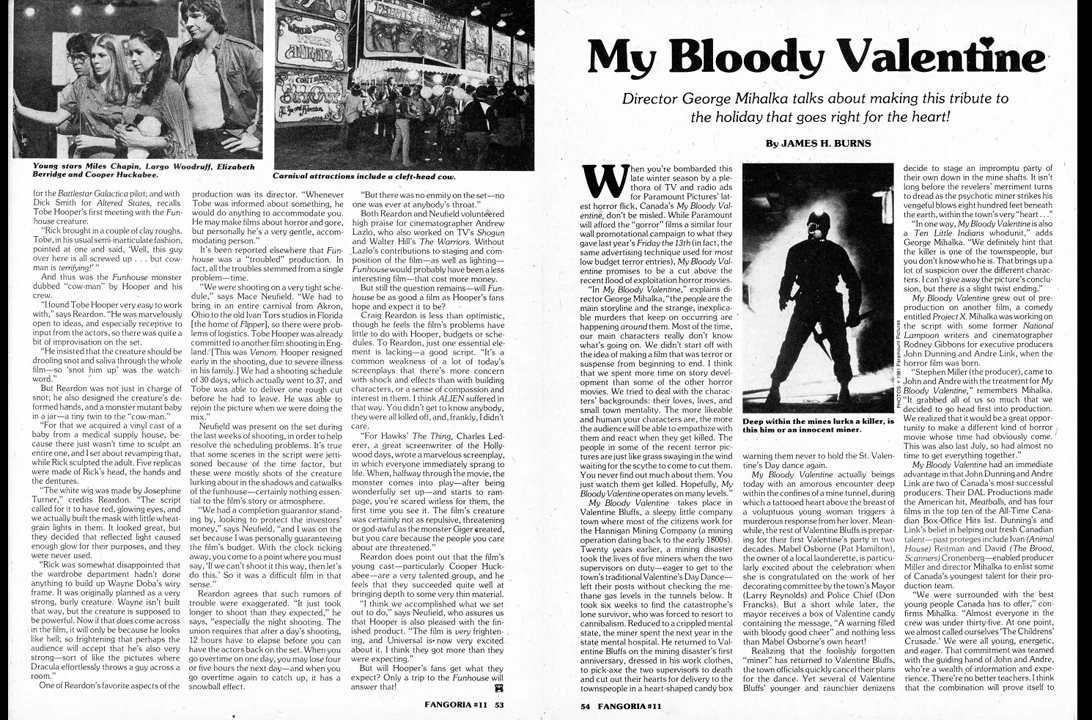 Young stars Miles Chapin, Largo Woodruff, Elizabeth
Berridge and Cooper Huckabee.
Carnival attractions include a cleft-head cow.
for the Battlestar Galactica pilot; and with
Dick Smith for Altered States, recalls
Tobe Hooper's first meeting with the Fun-
house creature.
"Rick brought in a couple of clay roughs.
Tobe, in his usual semi-inarticulate fashion,
pointed at one and said, 'Well, this guy
over here is all screwed up . . . but cow-
man is terrifying!' "
And thus the Funhouse monster
dubbed "cow-man" by Hooper and his
crew.
"I found Tobe Hooper very easy to work
with," says Reardon. "He was marvelously
open to ideas, and especially receptive to
input from the actors, so there was quite a
bit of improvisation on the set.
"He insisted that the creature should be
drooling snot and saliva through the whole
film—so 'snot him up' was the watch-
word."
But Reardon was not just in charge of
snot; he also designed the creature's de-
formed hands, and a monster mutant baby
in a jar—a tiny twin to the "cow-man."
"For that we acquired a vinyl cast of a
baby from a medical supply house, be-
cause there just wasn't time to sculpt an
entire one, and I set about revamping that,
while Rick sculpted the adult. Five replicas
were made of Rick's head, the hands and
the dentures.
"The white wig was made by Josephine
Turner," credits Reardon. "The script
called for it to have red, glowing eyes, and
we actually built the mask with little wheat-
grain lights in them. It looked great, but
they decided that reflected light caused
enough glow for their purposes, and they
were never used.
"Rick was somewhat disappointed that
the wardrobe department hadn't done
anything to build up Wayne Doba's wiry
frame. It was originally planned as a very
strong, burly creature. Wayne isn't built
that way, but the creature is supposed to
be powerful. Now if that does come across
in the film, it will only be because he looks
like hell; so frightening that perhaps the
audience will accept that he's also very
strong—sort of like the pictures where
Dracula effortlessly throws a guy across a
room."
One of Reardon's favorite aspects of the
production was its director. "Whenever
Tobe was informed about something, he
would do anything to accommodate you.
He may make films about horror and gore,
but personally he's a very gentle, accom-
modating person."
It's been reported elsewhere that Fun-
house was a "troubled" production. In
fact, all the troubles stemmed from a single
problem—time.
"We were shooting on a very tight sche-
dule," says Mace Neufield. "We had to
bring in an entire carnival from Akron,
Ohio to the old Ivan Tors studios in Florida
[the home of Flipper], so there were prob-
lems of logistics. Tobe Hooper was already
committed to another film shooting in Eng-
land. [This was Venom. Hooper resigned
early in the shooting, due to severe illness
in his family.] We had a shooting schedule
of 30 days, which actually went to 37, and
Tobe was able to deliver one rough cut
before he had to leave. He was able to
rejoin the picture when we were doing the
mix."
Neufield was present on the set during
the last weeks of shooting, in order to help
resolve the scheduling problems. It's true
that some scenes in the script were jetti-
soned because of the time factor, but
these were mostly shots of the creature
lurking about in the shadows and catwalks
of the funhouse—certainly nothing essen-
tial to the film's story or atmosphere.
"We had a completion guarantor stand-
ing by, looking to protect the investors'
money," says Neufield, "and I was on the
set because I was personally guaranteeing
the film's budget. With the clock ticking
away, you come to a point where you must
say, 'If we can't shoot it this way, then let's
do this.' So it was a difficult film in that
sense."
Reardon agrees that such rumors of
trouble were exaggerated. "It just took
longer to shoot than they expected," he
says, "especially the night shooting. The
union requires that after a day's shooting,
12 hours have to elapse before you can
have the actors back on the set. When you
go overtime on one day, you may lose four
or five hours the next day—and when you
go overtime again to catch up, it has a
snowball effect.
"But there was no enmity on the set—no
one was ever at anybody's throat."
Both Reardon and Neufield volunteered
high praise for cinematographer Andrew
Lazlo, who also worked on TV's Shogun
and Walter Hill's The Warriors. Without
Lazlo's contributions to staging and com-
position of the film—as well as lighting—
Funhouse would probably have been a less
interesting film—that cost more money.
But still the question remains—will Fun-
house be as good a film as Hooper's fans
hope and expect it to be?
Craig Reardon is less than optimistic,
though he feels the film's problems have
little to do with Hooper, budgets or sche-
dules. To Reardon, just one essential ele-
ment is lacking—a good script. "It's a
common weakness of a lot of today's
screenplays that there's more concern
with shock and effects than with building
characters, or a sense of compassion and
interest in them. I think ALIEN suffered in
that way. You didn't get to know anybody,
they were all killed off, and, frankly, I didn't
care.
"For Hawks' The Thing, Charles Led-
erer, a great screenwriter of the Holly-
wood days, wrote a marvelous screenplay,
in which everyone immediately sprang to
life. When, halfway through the movie, the
monster comes into play—after being
wonderfully set up—and starts to ram-
page, you're scared witless for them, the
first time you see it. The film's creature
was certainly not as repulsive, threatening
or god-awful as the monster Giger created,
but you care because the people you care
about are threatened."
Reardon does point out that the film's
young cast—particularly Cooper Huck-
abee—are a very talented group, and he
feels that they succeeded quite well at
bringing depth to some very thin material.
"I think we accomplished what we set
out to do," says Neufield, who assures us
that Hooper is also pleased with the fin-
ished product. "The film is very frighten-
ing, and Universal is now very excited
about it. I think they got more than they
were expecting."
But will Hooper's fans get what they
expect? Only a trip to the Funhouse will
answer that!
FANGORIA #11 53
My Bloody Valentine
Director George Mihalka talks about making this tribute to
the holiday that goes right for the heart!
By JAMES H. BURNS
When you're bombarded this
late winter season by a ple-
thora of TV and radio ads
for Paramount Pictures' lat-
est horror flick, Canada's My Bloody Val-
entine, don't be misled. While Paramount
will afford the "gorror" films a similar four
wall promotional campaign to what they
gave last year's Friday the 13th (in fact, the
same advertising technique used for most
low budget terror entries), My Bloody Val-
entine promises to be a cut above the
recent flood of exploitation horror movies.
"In My Bloody Valentine," explains di-
rector George Mihalka, "the people are the
main storyline and the strange, inexplica-
ble murders that keep on occurring are
happening around them. Most of the time,
our main characters really don't know
what's going on. We didn't start off with
the idea of making a film that was terror or
suspense from beginning to end. I think
that we spent more time on story devel-
opment than some of the other horror
movies. We tried to deal with the charac-
ters' backgrounds: their loves, lives, and
small town mentality. The more likeable
and human your characters are, the more
the audience will be able to empathize with
them and react when they get killed. The
people in some of the recent terror pic-
tures are just like grass swaying in the wind
waiting for the scythe to come to cut them.
You never find out much about them. You
just watch them get killed. Hopefully, My
Bloody Valentine operates on many levels."
My Bloody Valentine takes place in
Valentine Bluffs, a sleepy little company
town where most of the citizens work for
the Hannigan Mining Company (a mining
operation dating back to the early 1800s).
Twenty years earlier, a mining disaster
took the lives of five miners when the two
supervisors on duty—eager to get to the
town's traditional Valentine's Day Dance—
left their posts without checking the me-
thane gas levels in the tunnels below. It
took six weeks to find the catastrophe's
lone survivor, who was forced to resort to
cannibalism. Reduced to a crippled mental
state, the miner spent the next year in the
state mental hospital. He returned to Val-
entine Bluffs on the mining disaster's first
anniversary, dressed in his work clothes,
to pick-axe the two supervisors to death
and cut out their hearts for delivery to the
townspeople in a heart-shaped candy box
PHOTOS: ©1981 Paramount Pictures
Deep within the mines lurks a killer, is
this him or an innocent miner.
warning them never to hold the St. Valen-
tine's Day dance again.
My Bloody Valentine actually beings
today with an amorous encounter deep
within the confines of a mine tunnel, during
which a tattooed heart above the breast of
a voluptuous young woman triggers a
murderous response from her lover. Mean-
while, the rest of Valentine Bluffs is prepar-
ing for their first Valentine's party in two
decades. Mabel Osborne (Pat Hamilton),
the owner of a local launderette, is particu-
larly excited about the celebration when
she is congratulated on the work of her
decorating committee by the town's Mayor
(Larry Reynolds) and Police Chief (Don
Francks). But a short while later, the
mayor receives a box of Valentine candy
containing the message, "A warning filled
with bloody good cheer" and nothing less
than Mabel Osborne's own heart!
Realizing that the foolishly forgotten
"miner" has returned to Valentine Bluffs,
the town officials quickly cancel their plans
for the dance. Yet several of Valentine
Bluffs' younger and raunchier denizens
decide to stage an impromptu party of
their own down in the mine shafts. It isn't
long before the revelers' merriment turns
to dread as the psychotic miner strikes his
vengeful blows eight hundred feet beneath
the earth, within the town's very "heart . . ."
"In one way, My Bloody Valentine is also
a Ten Little Indians whodunit," adds
George Mihalka. "We definitely hint that
the killer is one of the townspeople, but
you don't know who he is. That brings up a
lot of suspicion over the different charac-
ters. I can't give away the picture's conclu-
sion, but there is a slight twist ending."
My Bloody Valentine grew out of pre-
production on another film, a comedy
entitled Project X. Mihalka was working on
the script with some former National
Lampoon writers and cinematographer
Rodney Gibbons for executive producers
John Dunning and Andre Link, when the
horror film was born.
"Stephen Miller (the producer), came to
John and Andre with the treatment for My
Bloody Valentine," remembers Mihalka.
"It grabbed all of us so much that we
decided to go head first into production.
We realized that it would be a great oppor-
tunity to make a different kind of horror
movie whose time had obviously come.
This was also last July, so had almost no
time to get everything together."
My Bloody Valentine had an immediate
advantage in that John Dunning and Andre
Link are two of Canada's most successful
producers. Their DAL Productions made
the American hit, Meatballs, and has four
films in the top ten of the All-Time Cana-
dian Box-Office Hits list. Dunning's and
Link's belief in helping out fresh Canadian
talent—past proteges include Ivan (Animal
House) Reitman and David (The Brood,
Scanners) Cronenberg—enabled producer
Miller and director Mihalka to enlist some
of Canada's youngest talent for their pro-
duction team.
"We were surrounded with the best
young people Canada has to offer," con-
firms Mihalka. "Almost everyone in the
crew was under thirty-five. At one point,
we almost called ourselves 'The Childrens'
Crusade.' We were all young, energetic,
and eager. That commitment was teamed
with the guiding hand of John and Andre,
who're a wealth of information and expe-
rience. There're no better teachers. I think
that the combination will prove itself to
54 FANGORIA #11